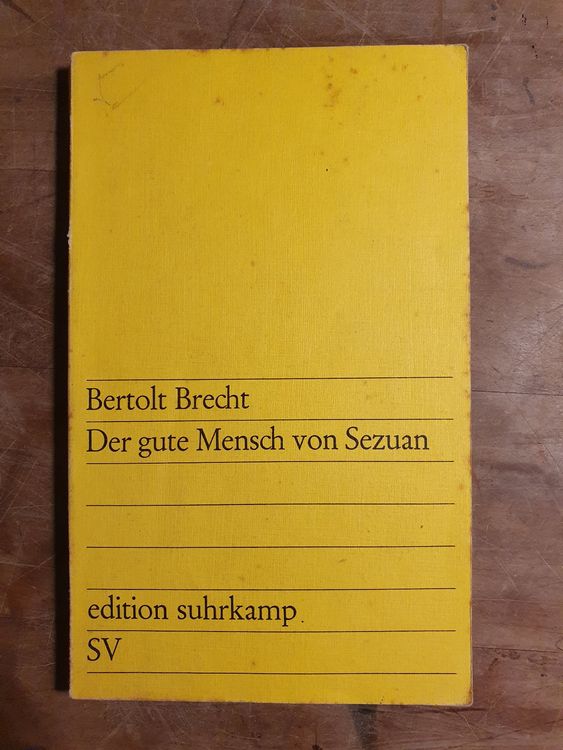 Bertolt Brecht
Der gute Mensch von Sezuan
edition suhrkamp
SV